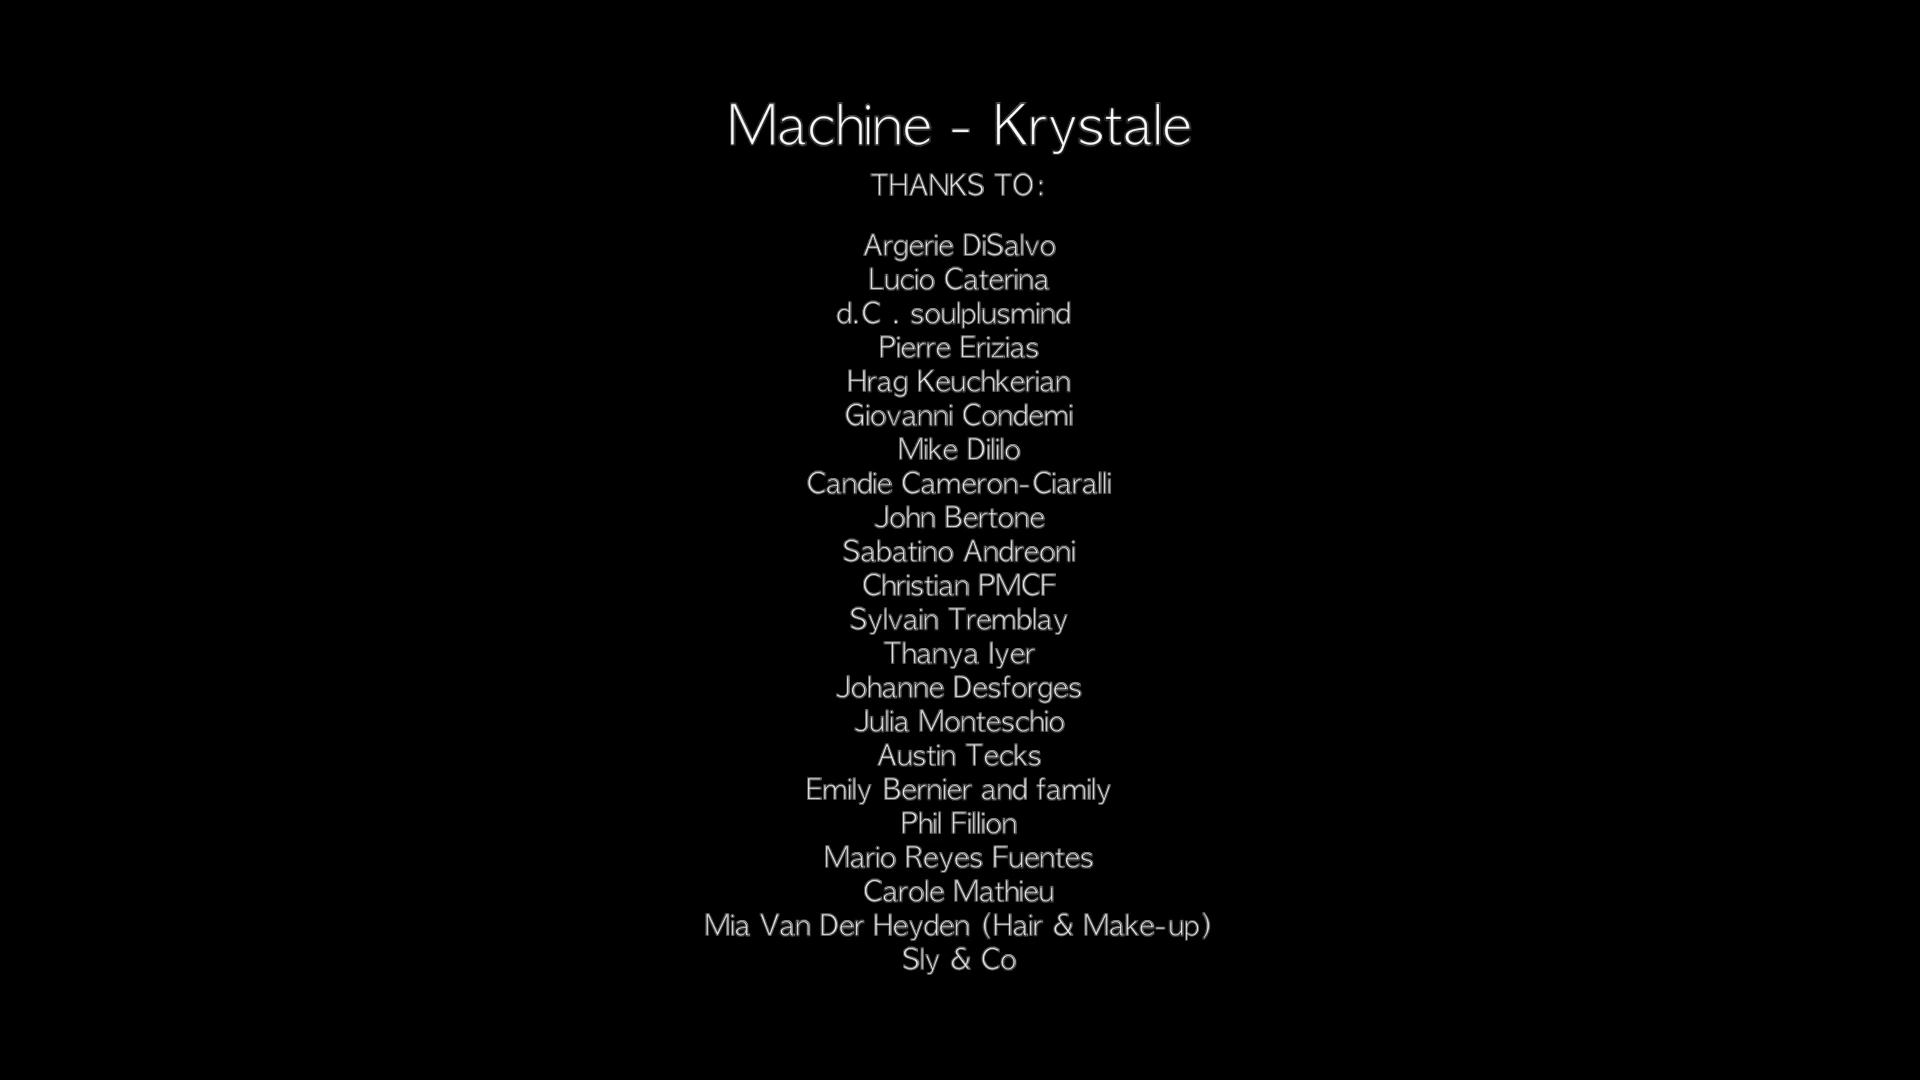 Machine - Krystale
THANKS TO:
Argerie DiSalvo
Lucio Caterina
d.C . soulplusmind
Pierre Erizias
Hrag Keuchkerian
Giovanni Condemi
Mike Dililo
Candie Cameron-Ciaralli
John Bertone
Sabatino Andreoni
Christian PMCF
Sylvain Tremblay
Thanya Iyer
Johanne Desforges
Julia Monteschio
Austin Tecks
Emily Bernier and family
Phil Fillion
Mario Reyes Fuentes
Carole Mathieu
Mia Van Der Heyden (Hair & Make-up)
Sly & Co